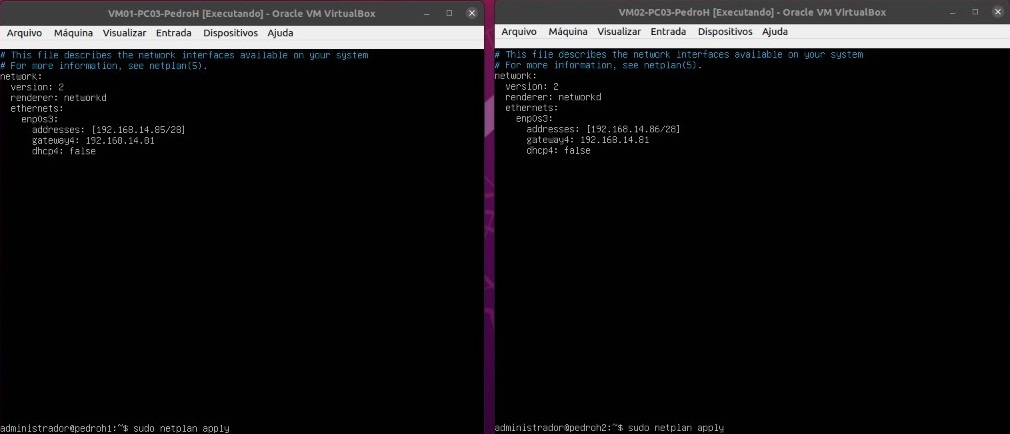 VM01-PC03-PedroH [Executando] - Oracle VM VirtualBox
Arquivo Máquina Visualizar Entrada Dispositivos Ajuda
# This file describes the network interfaces available on your system
# For more information, see netplan(5).
network:
version: 2
renderer: networkd
ethernets:
enp0s3:
addresses: [192.168.14.85/28]
gateway4: 192.168.14.81
dhcp4: false
administrador@pedroh1:~$ sudo netplan apply
VM02-PC03-PedroH [Executando] - Oracle VM VirtualBox
Arquivo Máquina Visualizar Entrada Dispositivos Ajuda
# This file describes the network interfaces available on your system
# For more information, see netplan(5).
network:
version: 2
renderer: networkd
ethernets:
enp0s3:
addresses: [192.168.14.86/28]
gateway4: 192.168.14.81
dhcp4: false
administrador@pedroh2:~$ sudo netplan apply